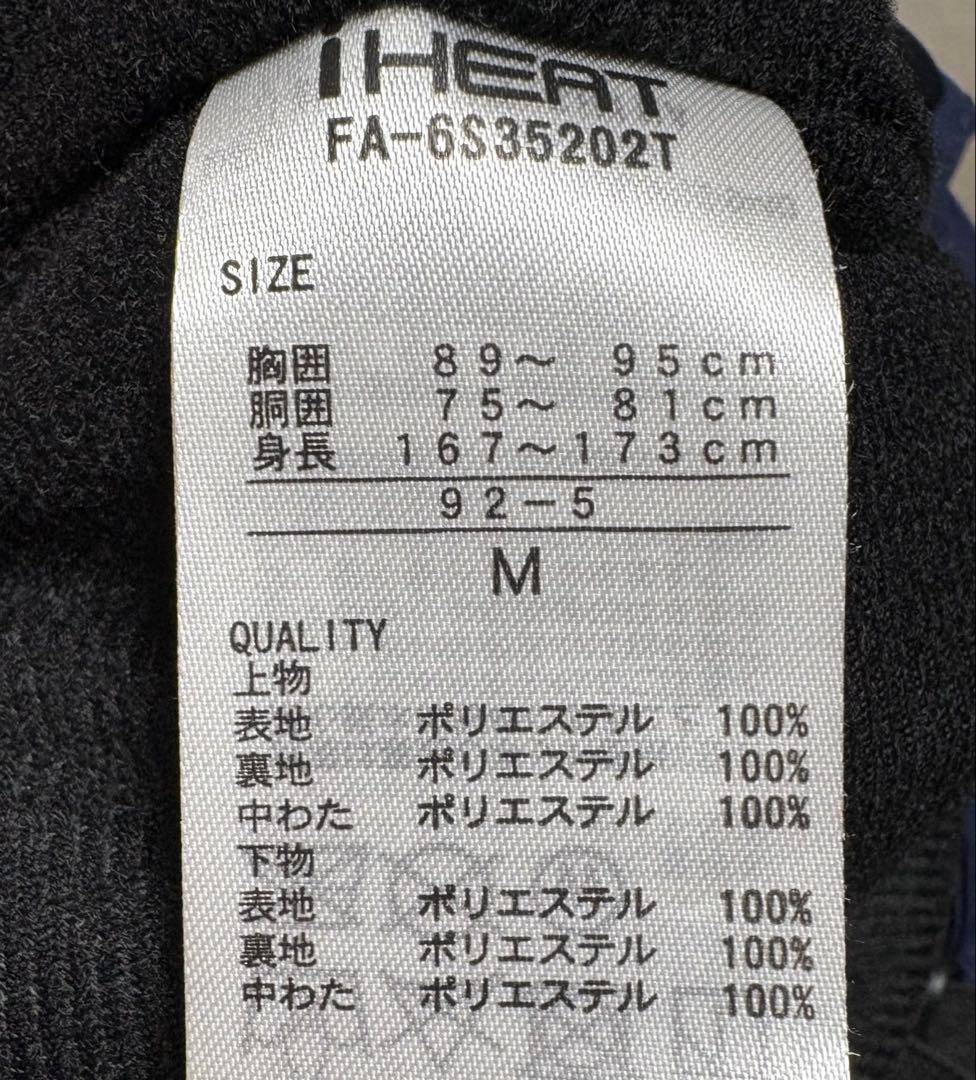 iHEAT
FA-6S35202T
SIZE
胸囲 89～ 95cm
胴囲 75～ 81cm
身長 167～173cm
92-5
M
QUALITY
上物
表地 ポリエステル 100%
裏地 ポリエステル 100%
中わた ポリエステル 100%
下物
表地 ポリエステル 100%
裏地 ポリエステル 100%
中わた ポリエステル 100%